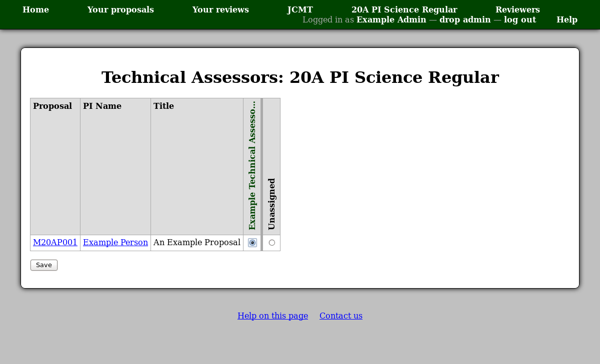 Home Your proposals Your reviews JCMT 20A PI Science Regular Reviewers
Logged in as Example Admin — drop admin — log out Help
Technical Assessors: 20A PI Science Regular
Proposal PI Name Title Example Technical Assesso... Unassigned
M20AP001 Example Person An Example Proposal
Save
Help on this page Contact us